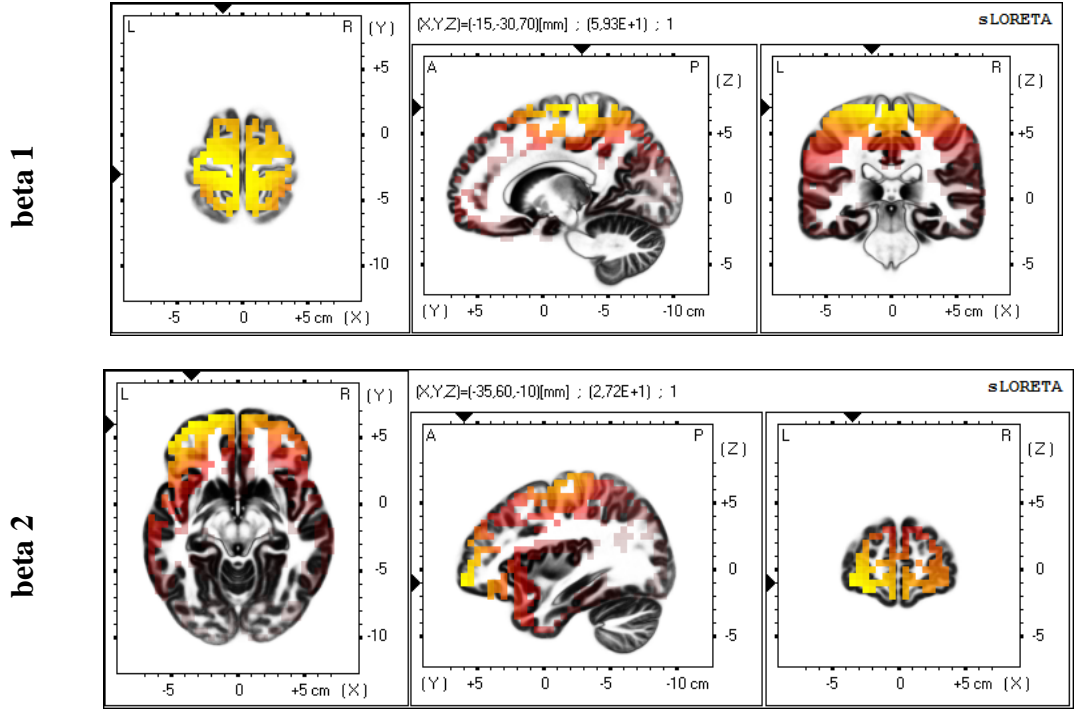 beta 1
L R (Y)
+5
0
-5
-10
-5 0 +5 cm (X)
(X,Y,Z)=(-15,-30,70)[mm] ; (5,93E+1) ; 1 sLORETA
A P (Z)
+5
0
-5
(Y) +5 0 -5 -10 cm
L R (Z)
+5
0
-5
-5 0 +5 cm (X)
beta 2
L R (Y)
+5
0
-5
-10
-5 0 +5 cm (X)
(X,Y,Z)=(-35,60,-10)[mm] ; (2,72E+1) ; 1 sLORETA
A P (Z)
+5
0
-5
(Y) +5 0 -5 -10 cm
L R (Z)
+5
0
-5
-5 0 +5 cm (X)